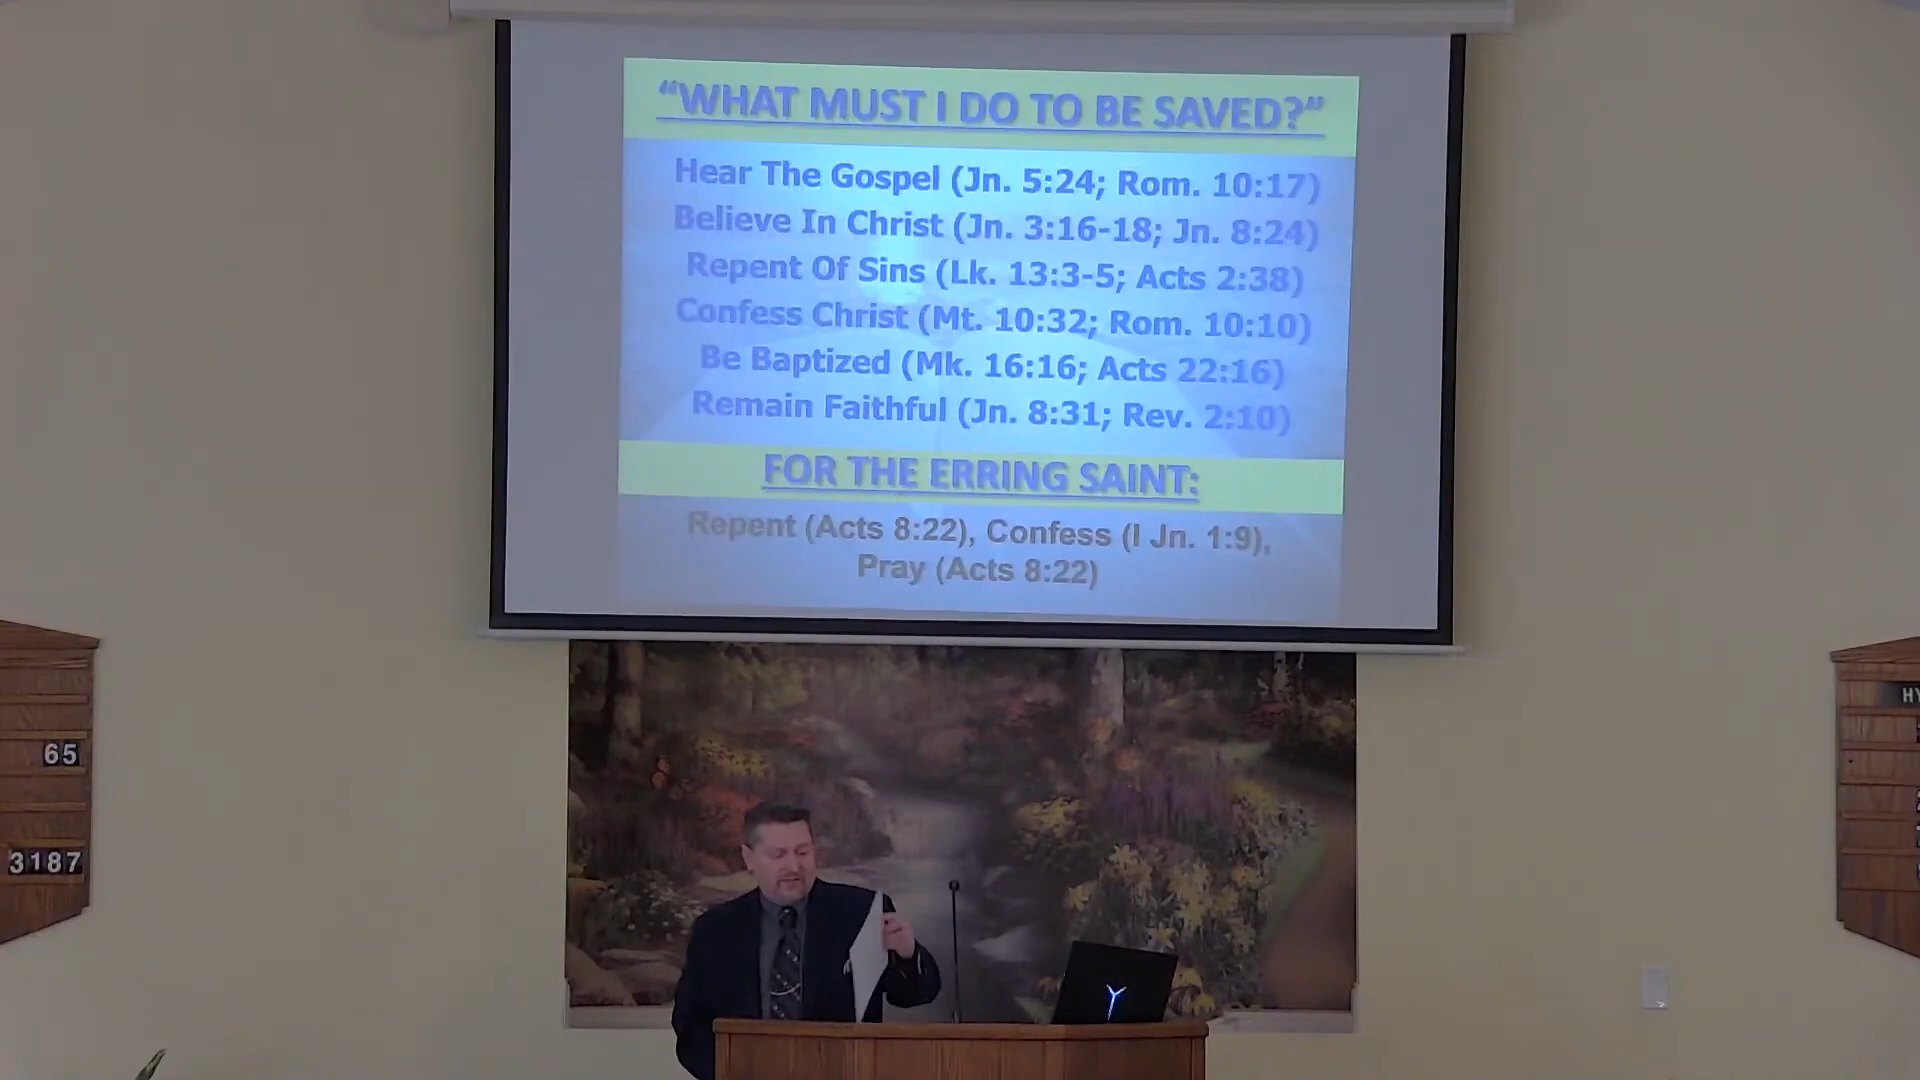 “WHAT MUST I DO TO BE SAVED?”
Hear The Gospel (Jn. 5:24; Rom. 10:17)
Believe In Christ (Jn. 3:16-18; Jn. 8:24)
Repent Of Sins (Lk. 13:3-5; Acts 2:38)
Confess Christ (Mt. 10:32; Rom. 10:10)
Be Baptized (Mk. 16:16; Acts 22:16)
Remain Faithful (Jn. 8:31; Rev. 2:10)
FOR THE ERRING SAINT:
Repent (Acts 8:22), Confess (I Jn. 1:9),
Pray (Acts 8:22)
65
3187
HY